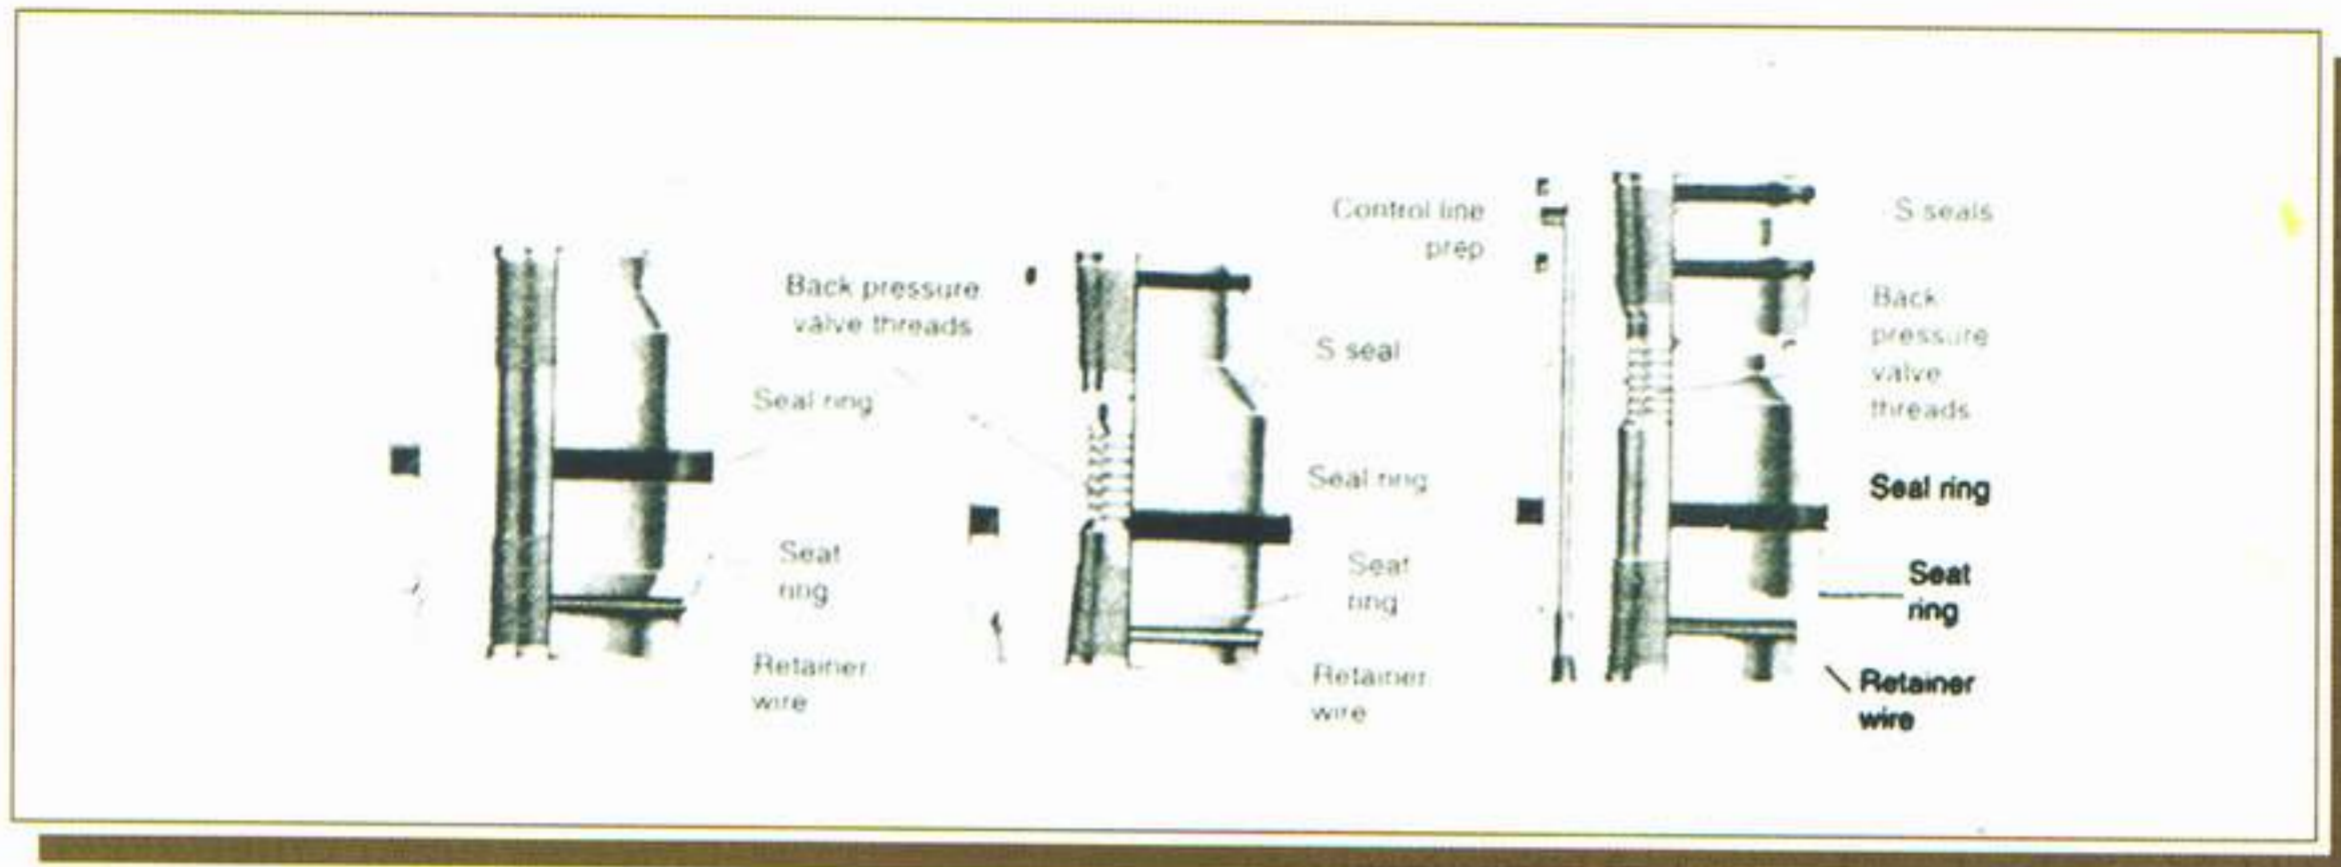 Seal ring
Seat
ring
Retainer
wire
Back pressure
valve threads
S seal
Seal ring
Seat
ring
Retainer
wire
Control line
prep
S seals
Back
pressure
valve
threads
Seal ring
Seat
ring
Retainer
wire